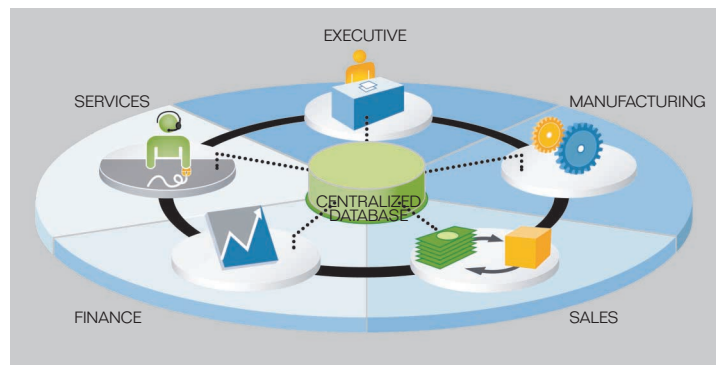 EXECUTIVE
SERVICES
MANUFACTURING
CENTRALIZED
DATABASE
FINANCE
SALES